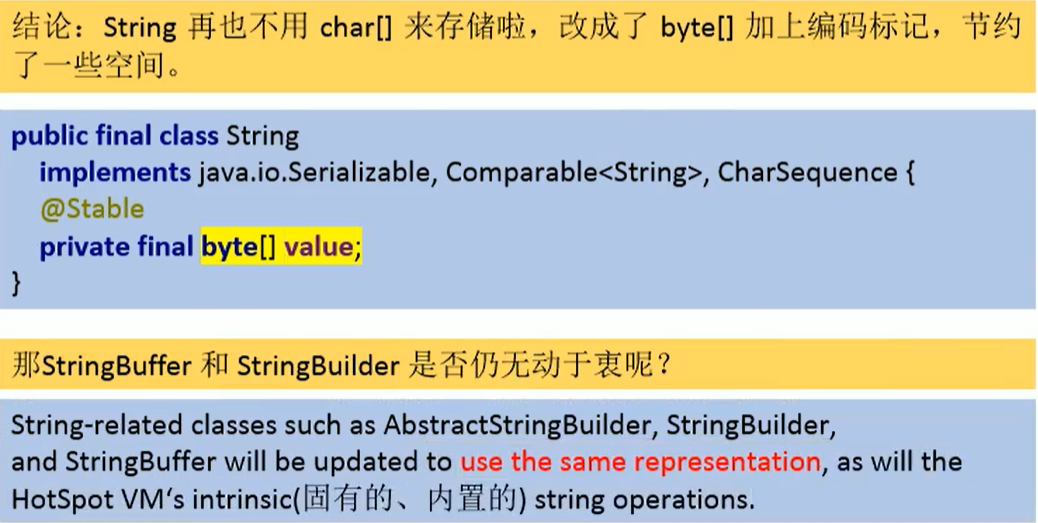 结论：String 再也不用 char[] 来存储啦，改成了 byte[] 加上编码标记，节约
了一些空间。
public final class String
implements java.io.Serializable, Comparable<String>, CharSequence {
@Stable
private final byte[] value;
}
那StringBuffer 和 StringBuilder 是否仍无动于衷呢？
String-related classes such as AbstractStringBuilder, StringBuilder,
and StringBuffer will be updated to use the same representation, as will the
HotSpot VM‘s intrinsic(固有的、内置的) string operations.